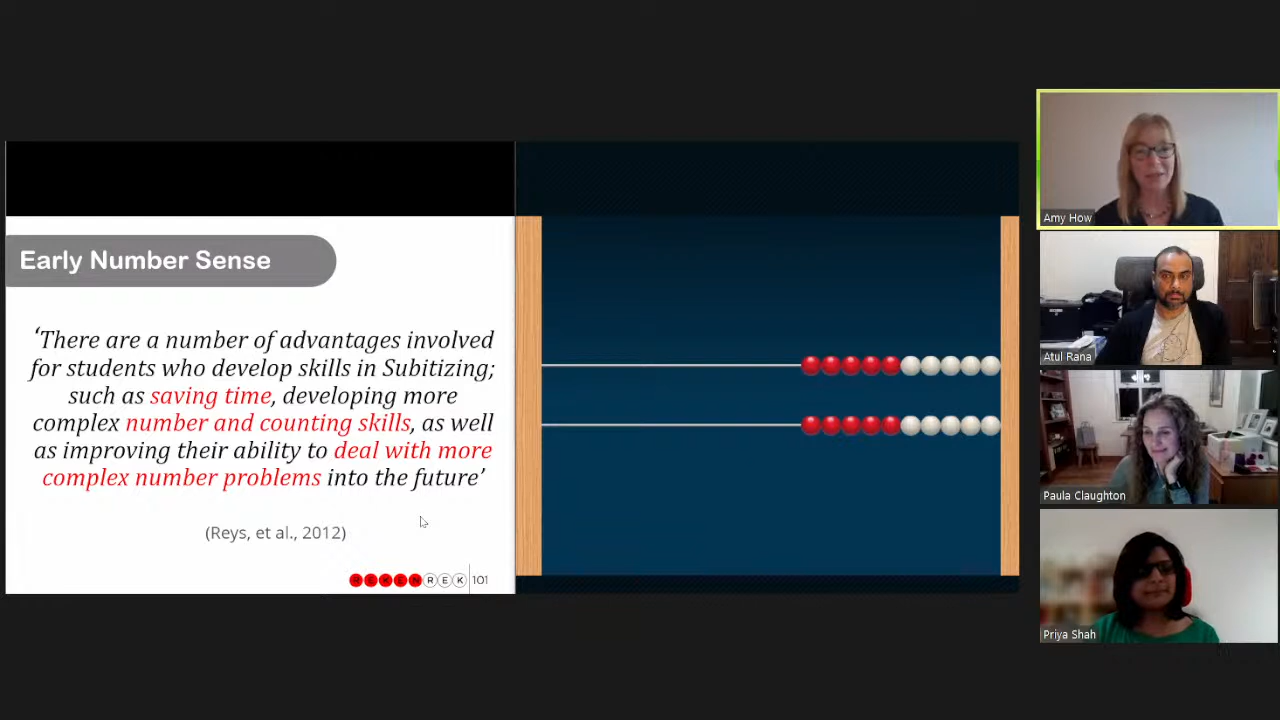 Early Number Sense
‘There are a number of advantages involved
for students who develop skills in Subitizing;
such as saving time, developing more
complex number and counting skills, as well
as improving their ability to deal with more
complex number problems into the future’
(Reys, et al., 2012)
REKENREK 101
Amy How
Atul Rana
Paula Claughton
Priya Shah